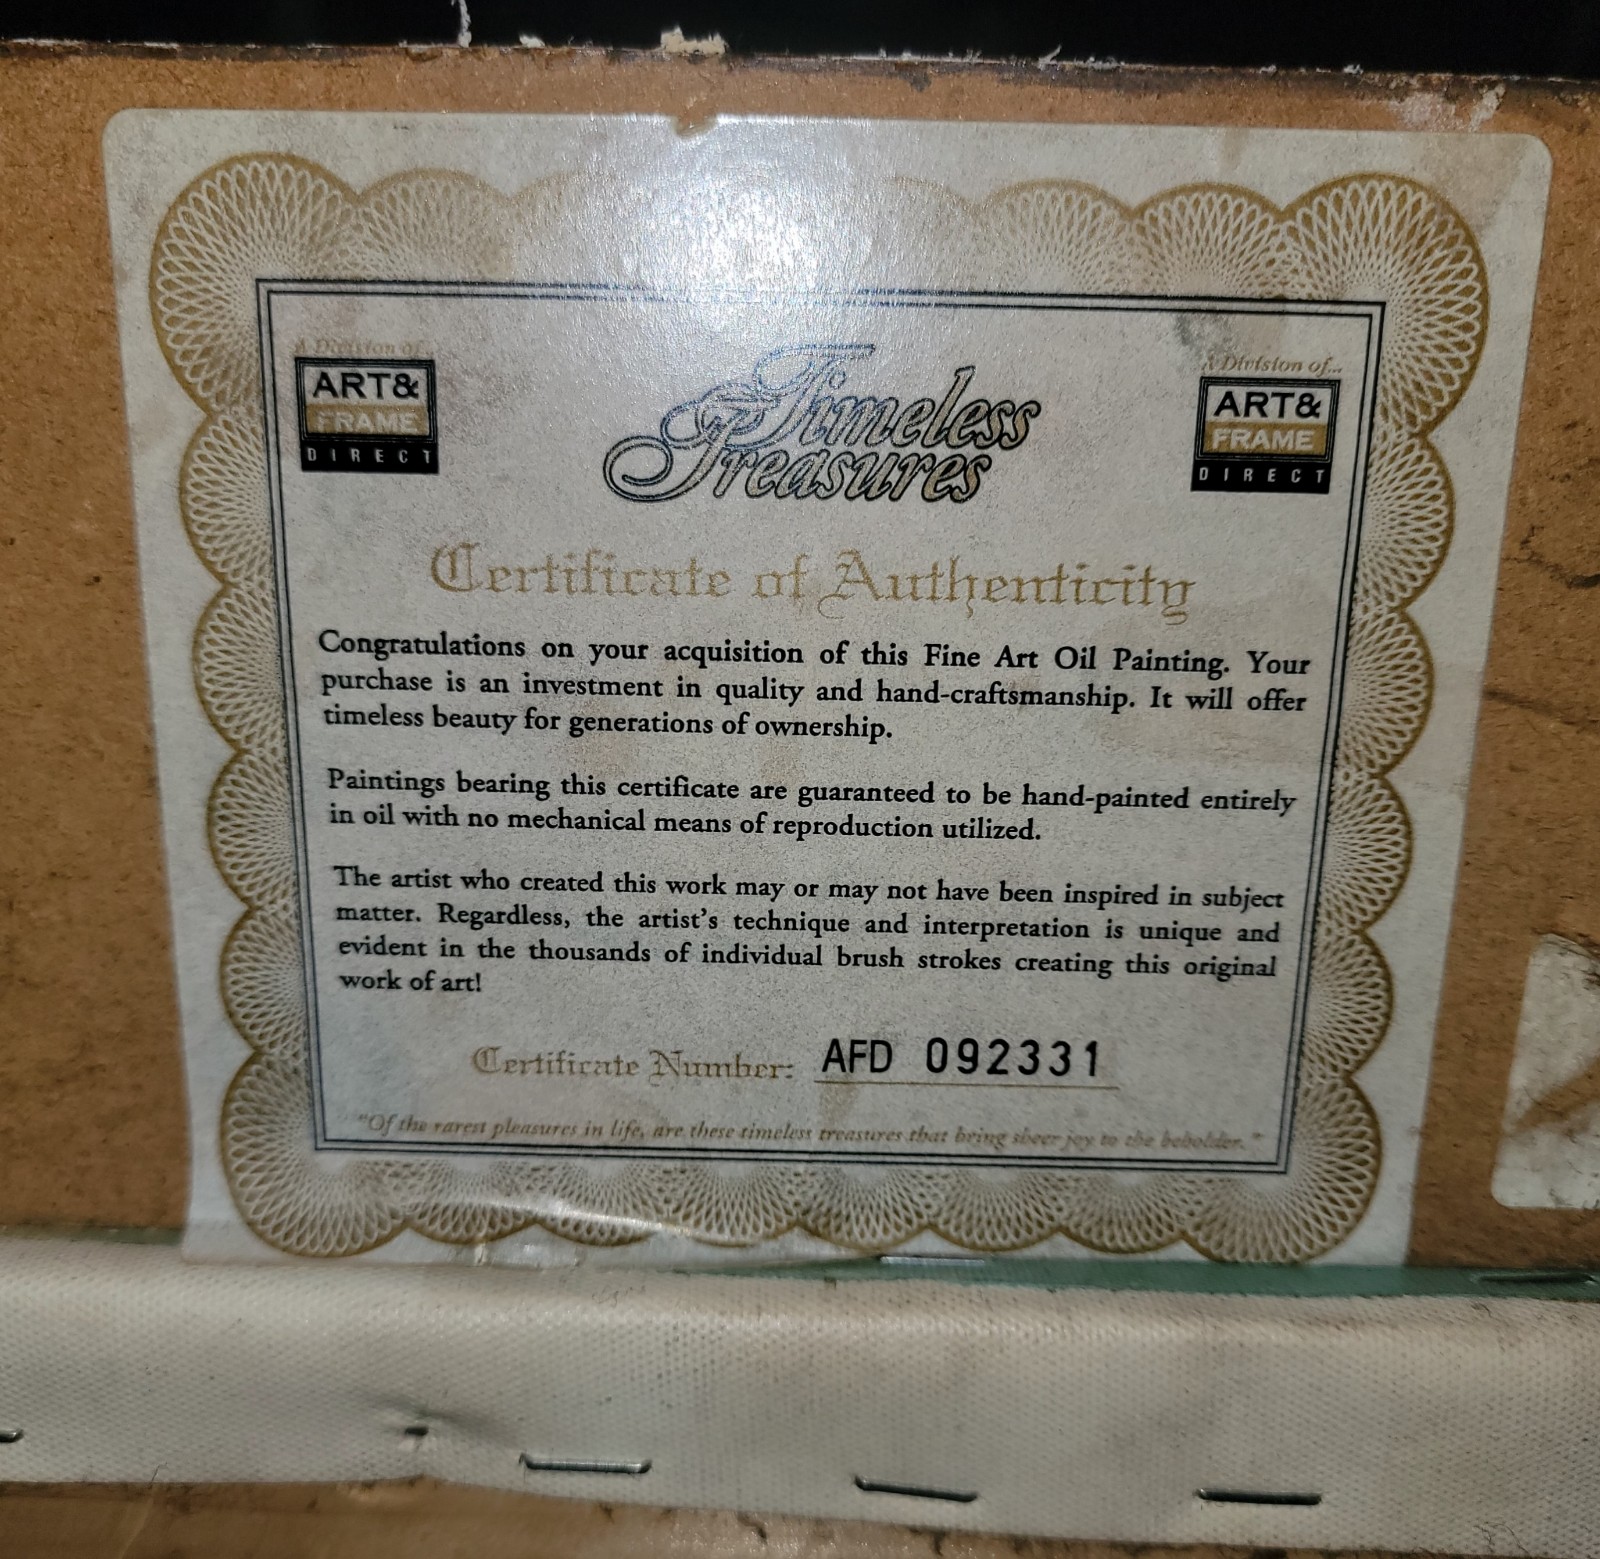 A Division of...
ART&
FRAME
DIRECT
Timeless
Treasures
A Division of...
ART&
FRAME
DIRECT
Certificate of Authenticity
Congratulations on your acquisition of this Fine Art Oil Painting. Your
purchase is an investment in quality and hand-craftsmanship. It will offer
timeless beauty for generations of ownership.
Paintings bearing this certificate are guaranteed to be hand-painted entirely
in oil with no mechanical means of reproduction utilized.
The artist who created this work may or may not have been inspired in subject
matter. Regardless, the artist's technique and interpretation is unique and
evident in the thousands of individual brush strokes creating this original
work of art!
Certificate Number: AFD 092331
"Of the rarest pleasures in life, are these timeless treasures that bring sheer joy to the beholder."